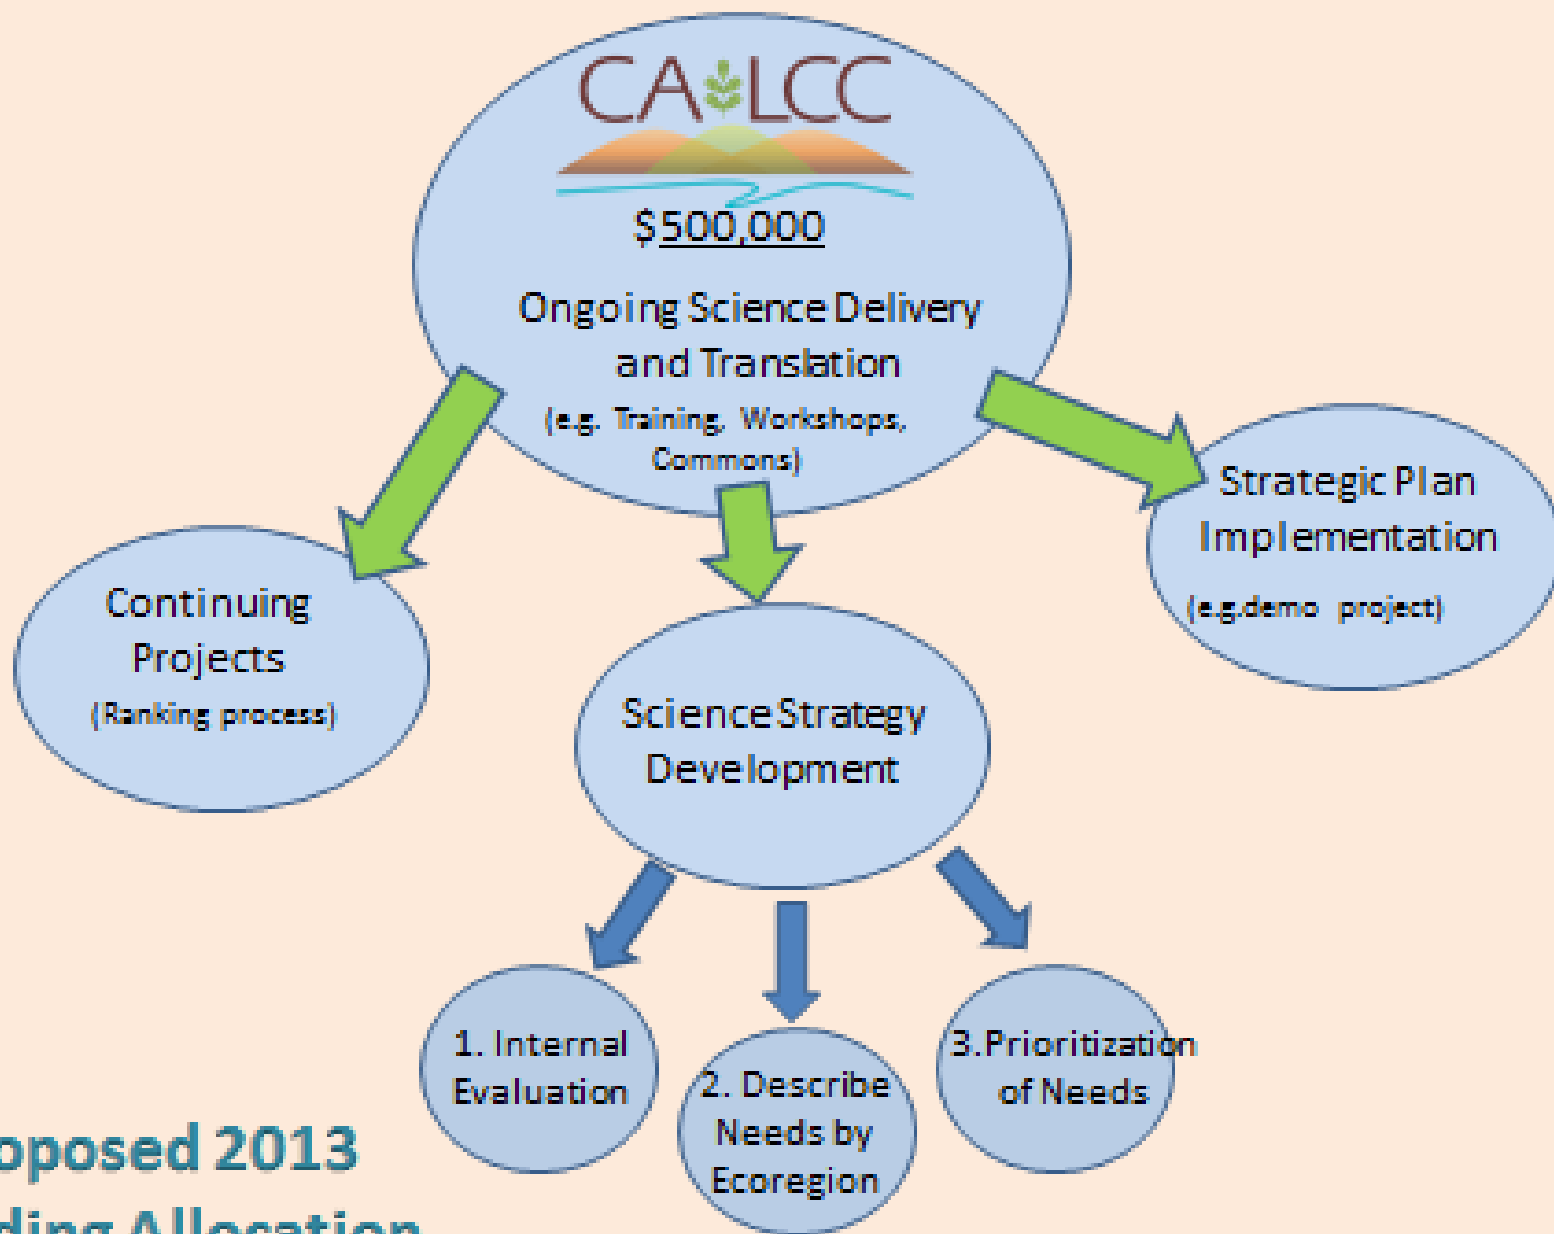 CA LCC
$500,000
Ongoing Science Delivery
and Translation
(e.g. Training, Workshops,
Commons)
Strategic Plan
Implementation
(e.g.demo project)
Continuing
Projects
(Ranking process)
Science Strategy
Development
1. Internal
Evaluation
2. Describe
Needs by
Ecoregion
3.Prioritization
of Needs
oposed 2013
ding Allocation